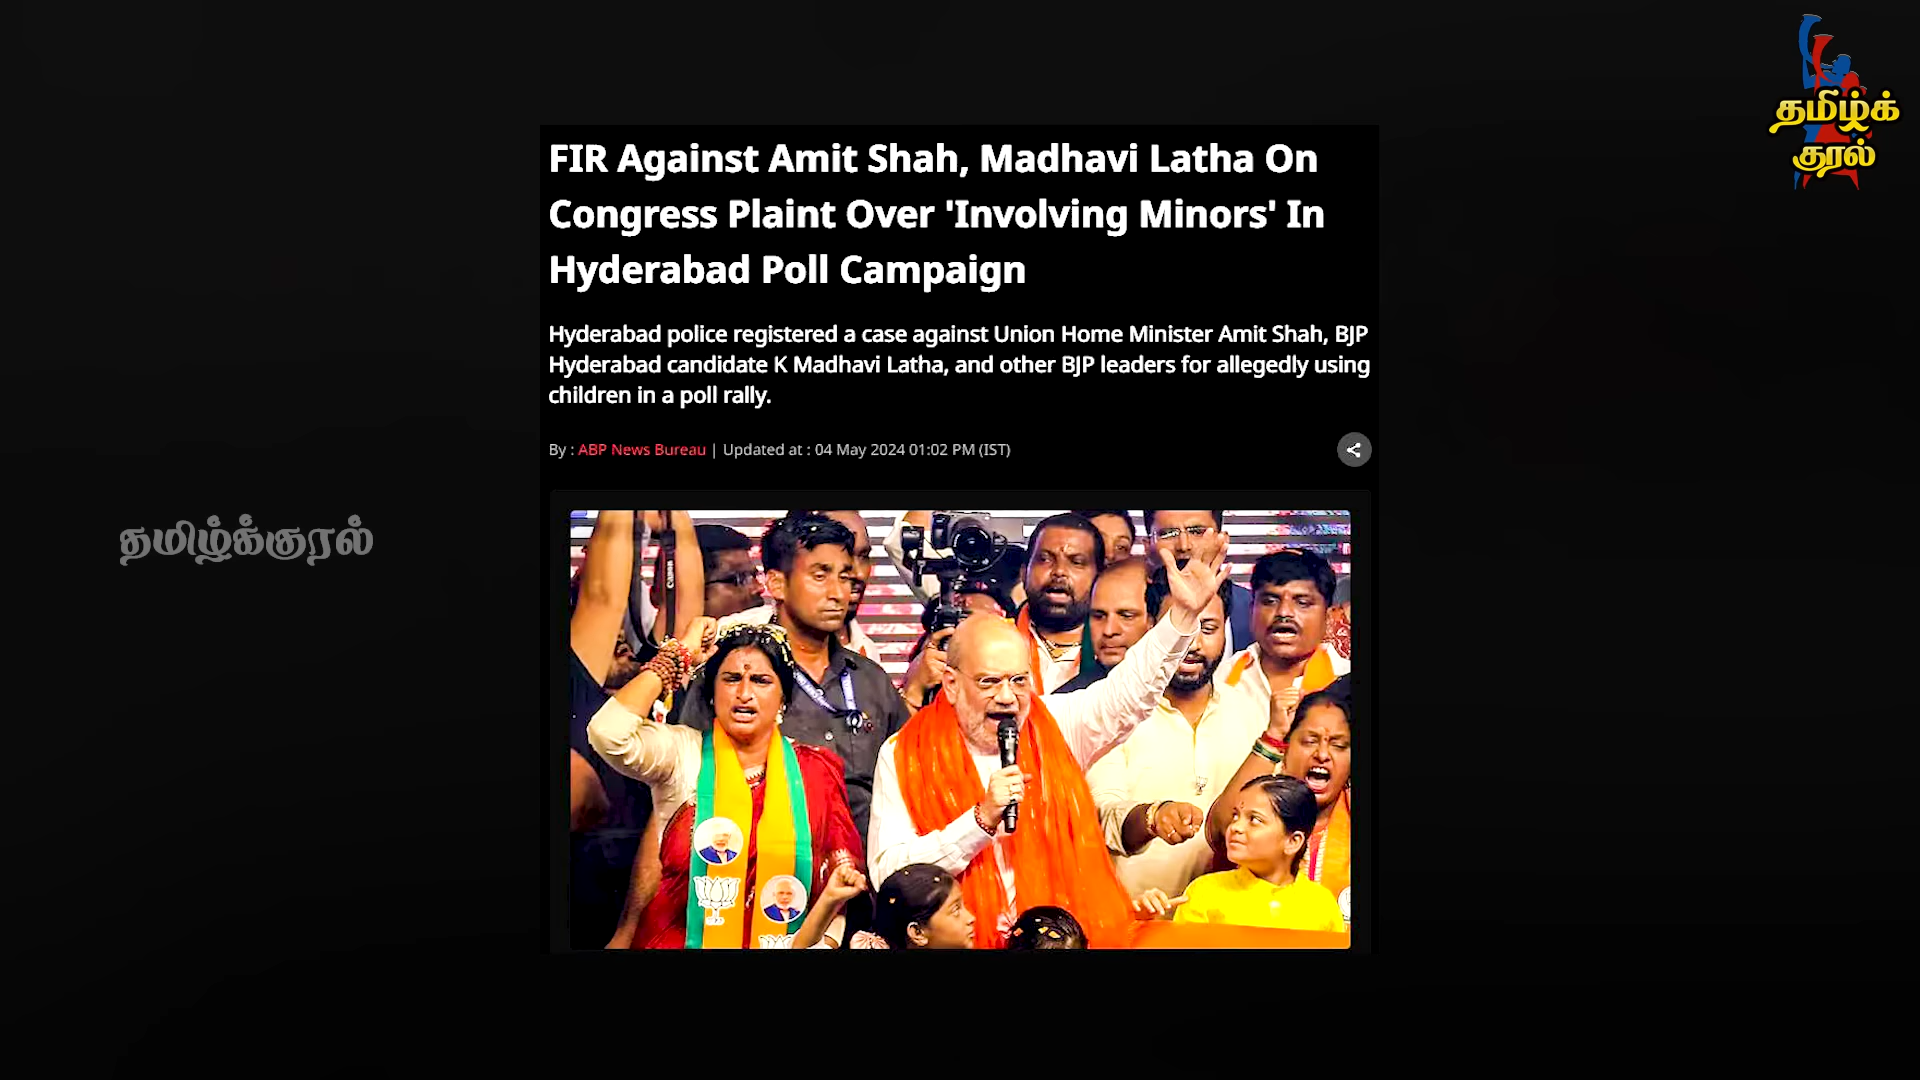 தமிழ்க்
குரல்
FIR Against Amit Shah, Madhavi Latha On
Congress Plaint Over 'Involving Minors' In
Hyderabad Poll Campaign
Hyderabad police registered a case against Union Home Minister Amit Shah, BJP
Hyderabad candidate K Madhavi Latha, and other BJP leaders for allegedly using
children in a poll rally.
By : ABP News Bureau | Updated at : 04 May 2024 01:02 PM (IST)
தமிழ்க்குரல்
Canon